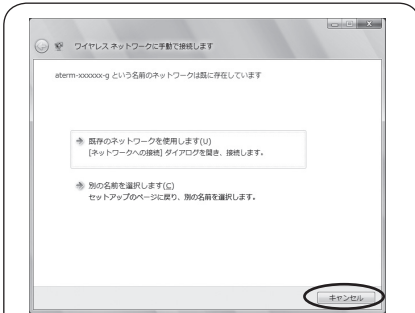 ワイヤレス ネットワークに手動で接続します
aterm-xxxxxx-g という名前のネットワークは既に存在しています
既存のネットワークを使用します(U)
[ネットワークへの接続] ダイアログを開き、接続します。
別の名前を選択します(C)
セットアップのページに戻り、別の名前を選択します。
キャンセル